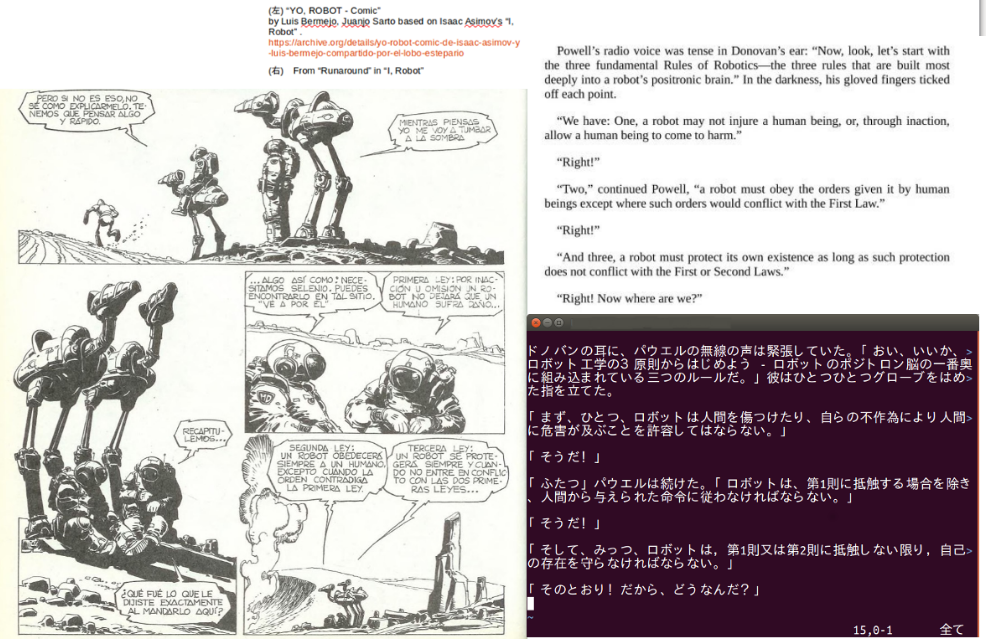 (左) “YO, ROBOT - Comic”
by Luis Bermejo, Juanjo Sarto based on Isaac Asimov’s “I,
Robot” .
https://archive.org/details/yo-robot-comic-de-isaac-asimov-y
-luis-bermejo-compartido-por-el-lobo-estepario
(右) From “Runaround” in “I, Robot”
PERO SI NO ES ESO, NO
SÉ CÓMO EXPLICÁRMELO. TE-
NEMOS QUE PENSAR ALGO
Y RÁPIDO.
MIENTRAS PIENSAS
YO ME VOY A TUMBAR
A LA SOMBRA
RECAPITU-
LEMOS...
¿QUÉ FUÉ LO QUE LE
DIJISTE EXACTAMENTE
AL MANDARLO AQUÍ?
...ALGO ASÍ COMO: NECE-
SITAMOS SELENIO. PUEDES
ENCONTRARLO EN TAL SITIO.
“VE A POR EL”
PRIMERA LEY: POR INAC-
CIÓN U OMISIÓN UN RO-
BOT NO DEJARÁ QUE UN
HUMANO SUFRA DAÑO...
SEGUNDA LEY:
UN ROBOT OBEDECERÁ
SIEMPRE A UN HUMANO,
EXCEPTO CUANDO LA
ORDEN CONTRADIGA
LA PRIMERA LEY.
TERCERA LEY:
UN ROBOT SE PROTE-
GERÁ SIEMPRE Y CUAN-
DO NO ENTRE EN CONFLIC-
TO CON LAS DOS PRIME-
RAS LEYES...
Powell’s radio voice was tense in Donovan’s ear: “Now, look, let’s start with
the three fundamental Rules of Robotics—the three rules that are built most
deeply into a robot’s positronic brain.” In the darkness, his gloved fingers ticked
off each point.
“We have: One, a robot may not injure a human being, or, through inaction,
allow a human being to come to harm.”
“Right!”
“Two,” continued Powell, “a robot must obey the orders given it by human
beings except where such orders would conflict with the First Law.”
“Right!”
“And three, a robot must protect its own existence as long as such protection
does not conflict with the First or Second Laws.”
“Right! Now where are we?”
ドノバンの耳に、パウエルの無線の声は緊張していた。「おい、いいか、>
ロボット工学の3 原則からはじめよう - ロボットのポジトロン脳の一番奥
に組み込まれている三つのルールだ。」彼はひとつひとつグローブをはめ>
た指を立てた。
「まず、ひとつ、ロボットは人間を傷つけたり、自らの不作為により人間>
に危害が及ぶことを許容してはならない。」
「そうだ！」
「ふたつ」パウエルは続けた。「ロボットは、第1則に抵触する場合を除き
、人間から与えられた命令に従わなければならない。」
「そうだ！」
「そして、みっつ、ロボットは，第1則又は第2則に抵触しない限り，自己>
の存在を守らなければならない。」
「そのとおり！だから、どうなんだ？」
~
15,0-1 全て